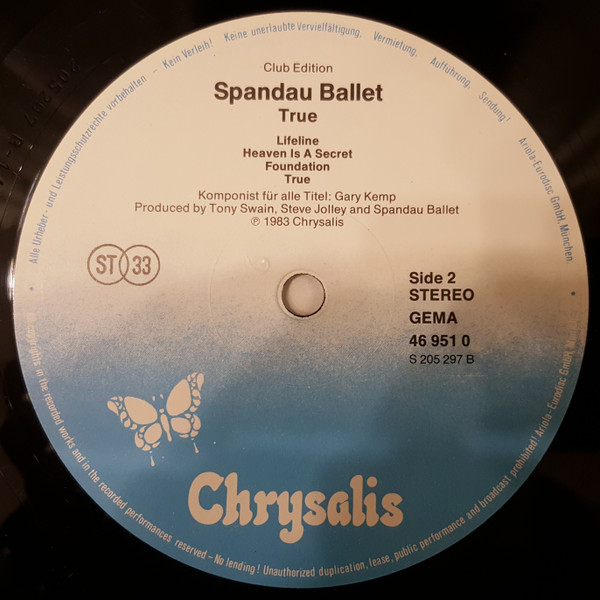 Club Edition
Spandau Ballet
True
Lifeline
Heaven Is A Secret
Foundation
True
Komponist für alle Titel: Gary Kemp
Produced by Tony Swain, Steve Jolley and Spandau Ballet
℗ 1983 Chrysalis
ST 33
Side 2
STEREO
GEMA
46 951 0
S 205 297 B
Chrysalis
Alle Urheber- und Leistungsschutzrechte vorbehalten - Kein Verleih! Keine unerlaubte Vervielfältigung, Vermietung, Aufführung, Sendung! Ariola-Eurodisc GmbH, München.
in the recorded works and in the recorded performances reserved – No lending! Unauthorized duplication, lease, public performance and broadcast prohibited! Ariola-Eurodisc GmbH